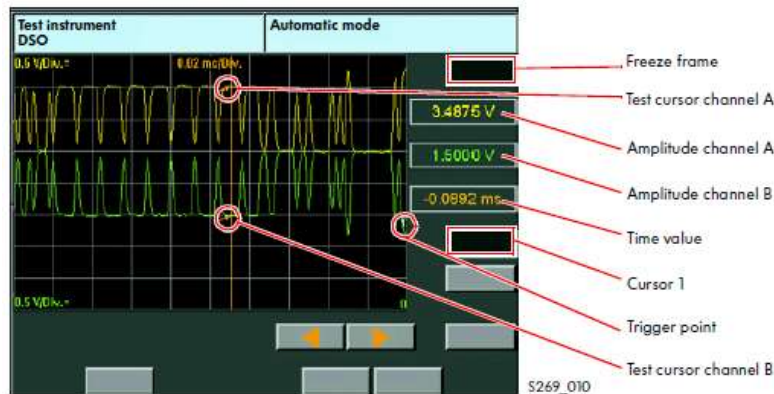 Test instrument
DSO
Automatic mode
0.5 V/Div.=
0.02 ms/Div.
Freeze frame
Test cursor channel A
3.4875 V
Amplitude channel A
1.5000 V
Amplitude channel B
-0.0892 ms
Time value
Cursor 1
Trigger point
0.5 V/Div.=
0
Test cursor channel B
S269_010